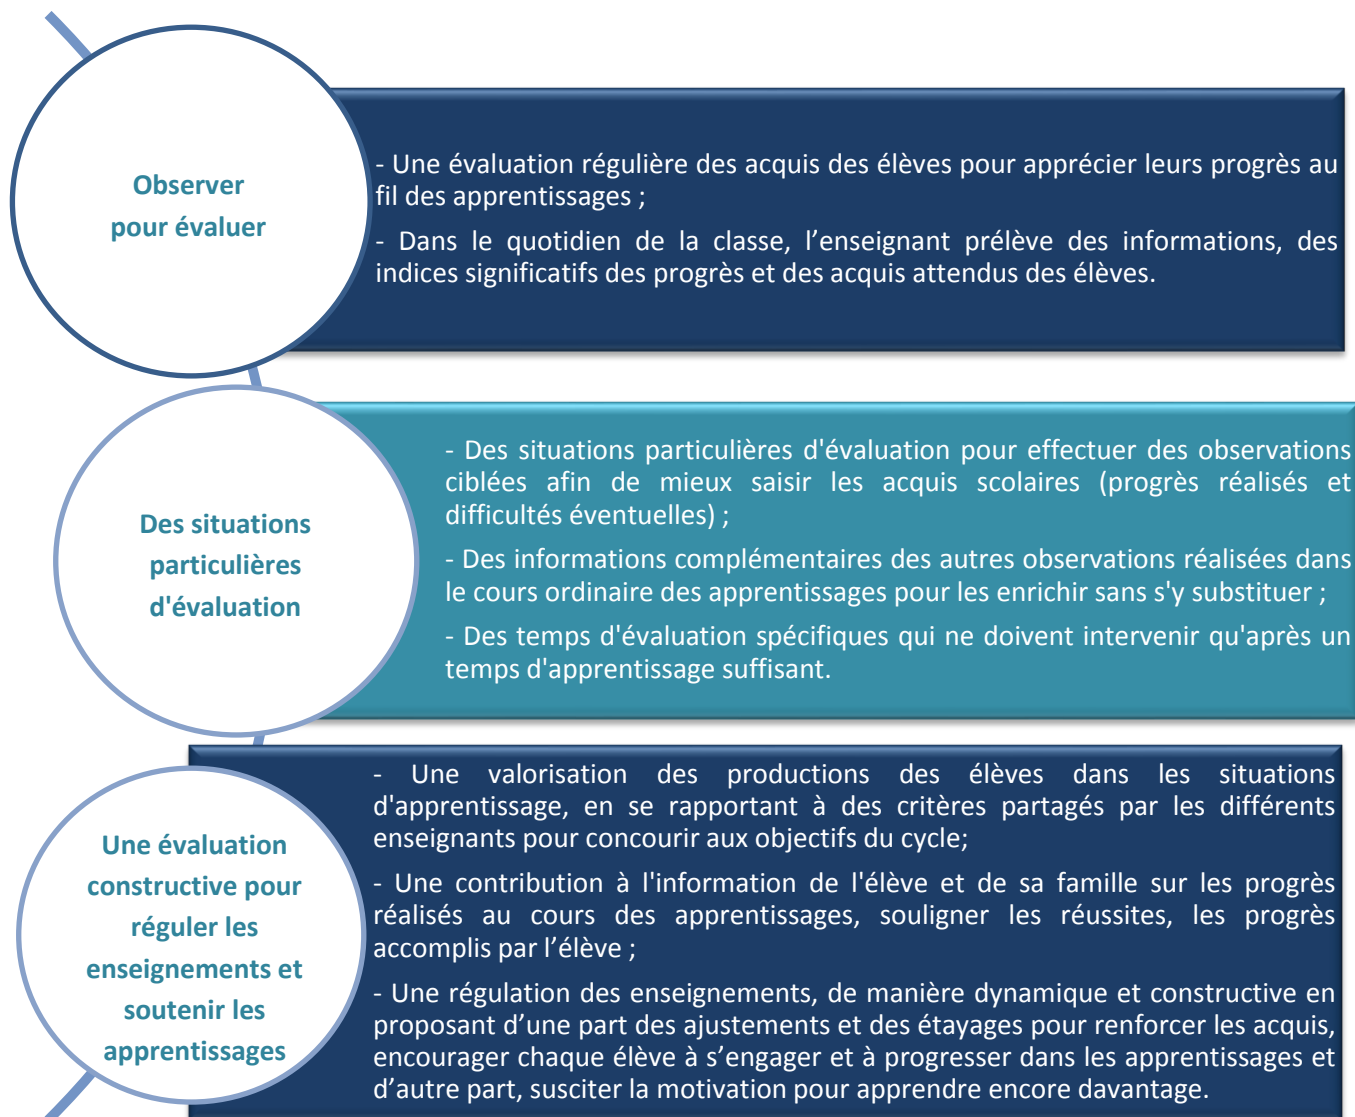 Observer
pour évaluer
- Une évaluation régulière des acquis des élèves pour apprécier leurs progrès au
fil des apprentissages ;
- Dans le quotidien de la classe, l’enseignant prélève des informations, des
indices significatifs des progrès et des acquis attendus des élèves.
Des situations
particulières
d'évaluation
- Des situations particulières d'évaluation pour effectuer des observations
ciblées afin de mieux saisir les acquis scolaires (progrès réalisés et
difficultés éventuelles) ;
- Des informations complémentaires des autres observations réalisées dans
le cours ordinaire des apprentissages pour les enrichir sans s'y substituer ;
- Des temps d'évaluation spécifiques qui ne doivent intervenir qu'après un
temps d'apprentissage suffisant.
Une évaluation
constructive pour
réguler les
enseignements et
soutenir les
apprentissages
- Une valorisation des productions des élèves dans les situations
d'apprentissage, en se rapportant à des critères partagés par les différents
enseignants pour concourir aux objectifs du cycle;
- Une contribution à l'information de l'élève et de sa famille sur les progrès
réalisés au cours des apprentissages, souligner les réussites, les progrès
accomplis par l’élève ;
- Une régulation des enseignements, de manière dynamique et constructive en
proposant d’une part des ajustements et des étayages pour renforcer les acquis,
encourager chaque élève à s’engager et à progresser dans les apprentissages et
d’autre part, susciter la motivation pour apprendre encore davantage.